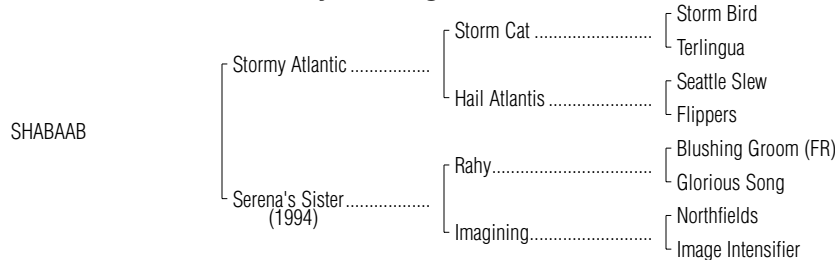 Storm Bird
Storm Cat ..........................
Terlingua
Stormy Atlantic .................
Seattle Slew
Hail Atlantis .......................
Flippers
SHABAAB
Blushing Groom (FR)
Rahy...................................
Glorious Song
Serena's Sister..................
(1994)
Northfields
Imagining...........................
Image Intensifier